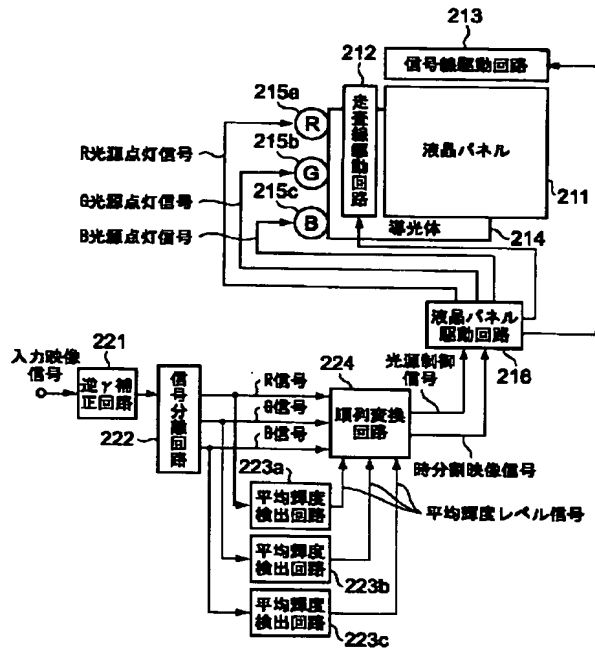 213
212
信号線駆動回路
215a
R
走査線駆動回路
液晶パネル
215b
R光源点灯信号
G
215c
G光源点灯信号
211
B
B光源点灯信号
導光体
214
液晶パネル
駆動回路
216
入力映像
信号
221
逆γ補
正回路
信号分離回路
222
R信号
G信号
B信号
224
順列変換
回路
光源制御
信号
時分割映像信号
223a
平均輝度
検出回路
平均輝度レベル信号
平均輝度
検出回路
223b
平均輝度
検出回路
223c